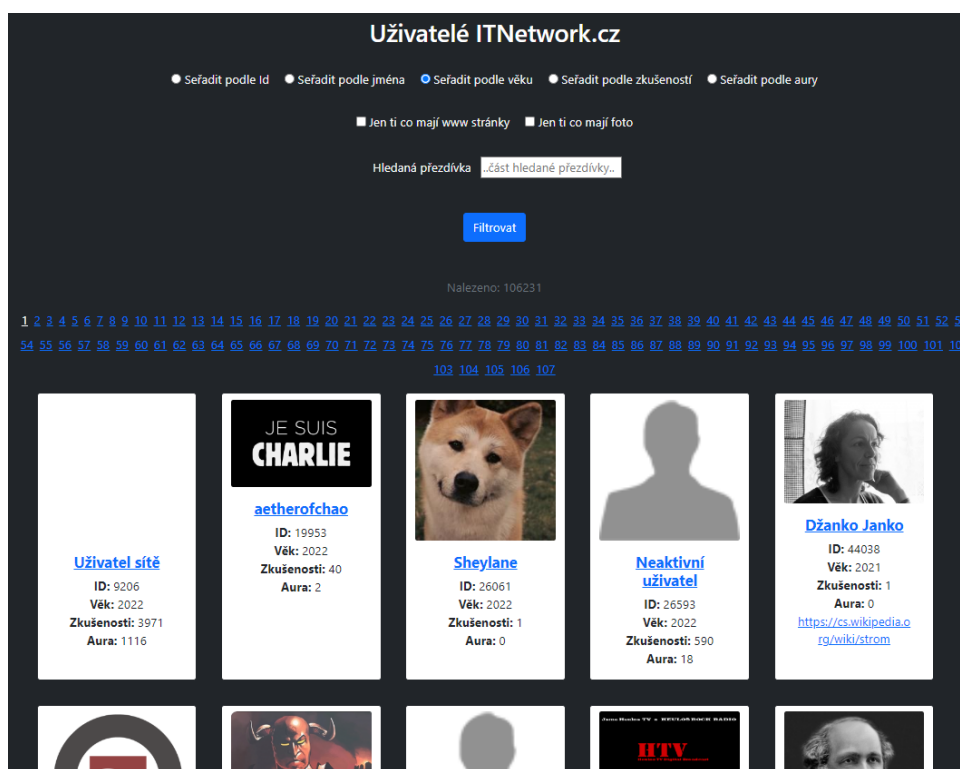 Uživatelé ITNetwork.cz
Seřadit podle Id Seřadit podle jména Seřadit podle věku Seřadit podle zkušeností Seřadit podle aury
Jen ti co mají www stránky Jen ti co mají foto
Hledaná přezdívka ..část hledané přezdívky..
Filtrovat
Nalezeno: 106231
1 2 3 4 5 6 7 8 9 10 11 12 13 14 15 16 17 18 19 20 21 22 23 24 25 26 27 28 29 30 31 32 33 34 35 36 37 38 39 40 41 42 43 44 45 46 47 48 49 50 51 52
54 55 56 57 58 59 60 61 62 63 64 65 66 67 68 69 70 71 72 73 74 75 76 77 78 79 80 81 82 83 84 85 86 87 88 89 90 91 92 93 94 95 96 97 98 99 100 101
103 104 105 106 107
Uživatel sítě
ID: 9206
Věk: 2022
Zkušenosti: 3971
Aura: 1116
JE SUIS
CHARLIE
aetherofchao
ID: 19953
Věk: 2022
Zkušenosti: 40
Aura: 2
Sheylane
ID: 26061
Věk: 2022
Zkušenosti: 1
Aura: 0
Neaktivní
uživatel
ID: 26593
Věk: 2022
Zkušenosti: 590
Aura: 18
Džanko Janko
ID: 44038
Věk: 2021
Zkušenosti: 1
Aura: 0
https://cs.wikipedia.o
rg/wiki/strom
HTV